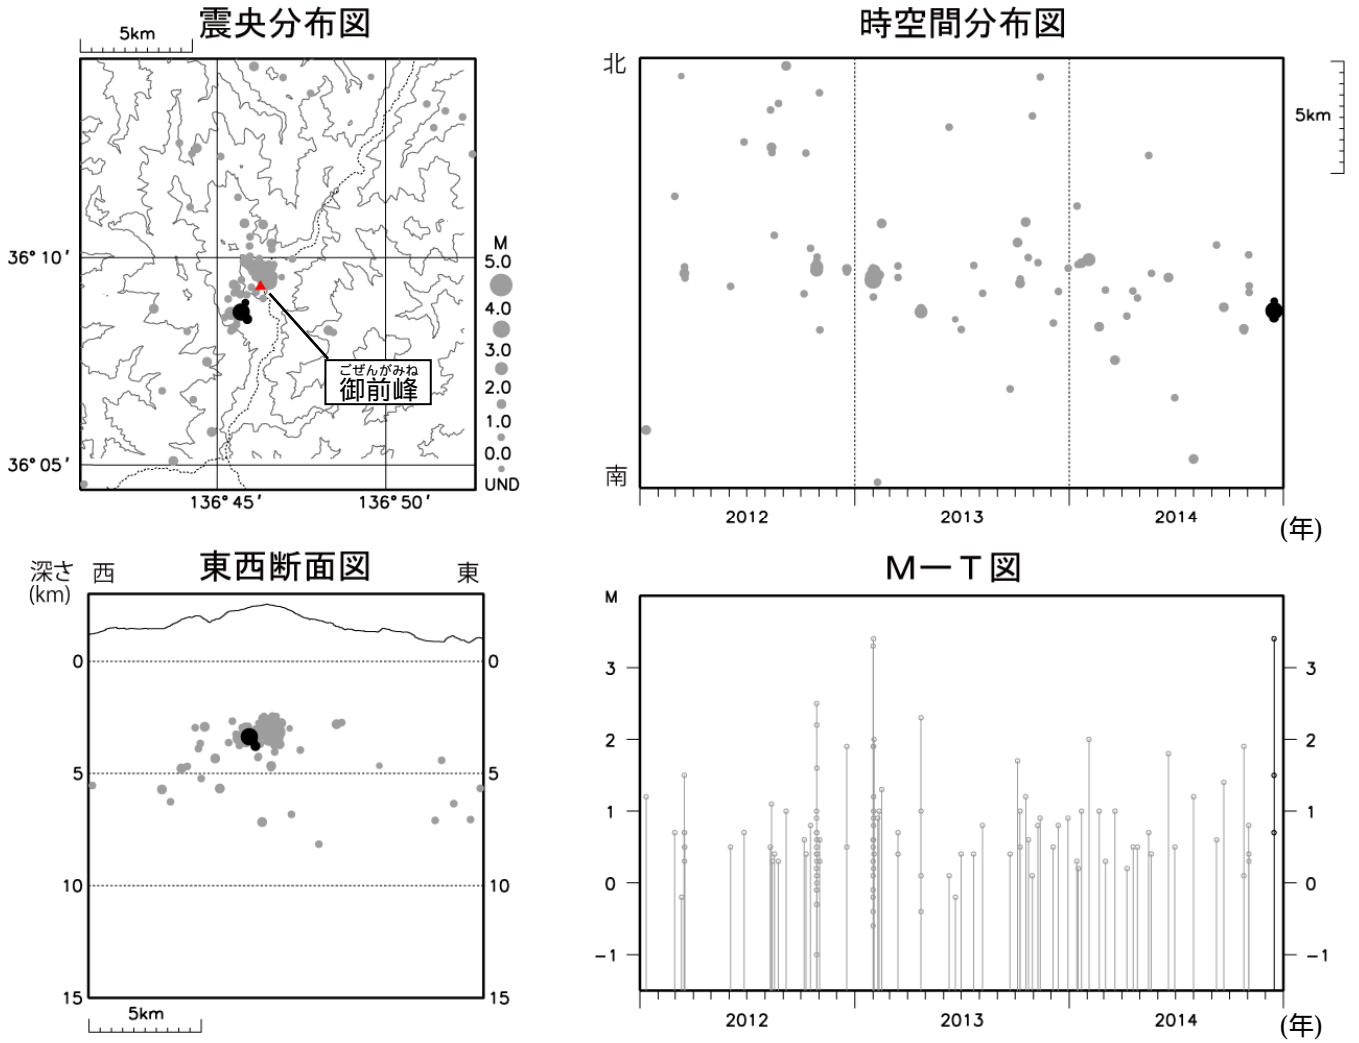 震央分布図
5km
36°10′
36°05′
136°45′
136°50′
ごぜんがみね
御前峰
M
5.0
4.0
3.0
2.0
1.0
0.0
UND
時空間分布図
北
南
5km
2012
2013
2014
(年)
東西断面図
深さ
(km)
西
東
0
0
5
5
10
10
15
15
5km
M－T図
M
3
3
2
2
1
1
0
0
-1
-1
2012
2013
2014
(年)